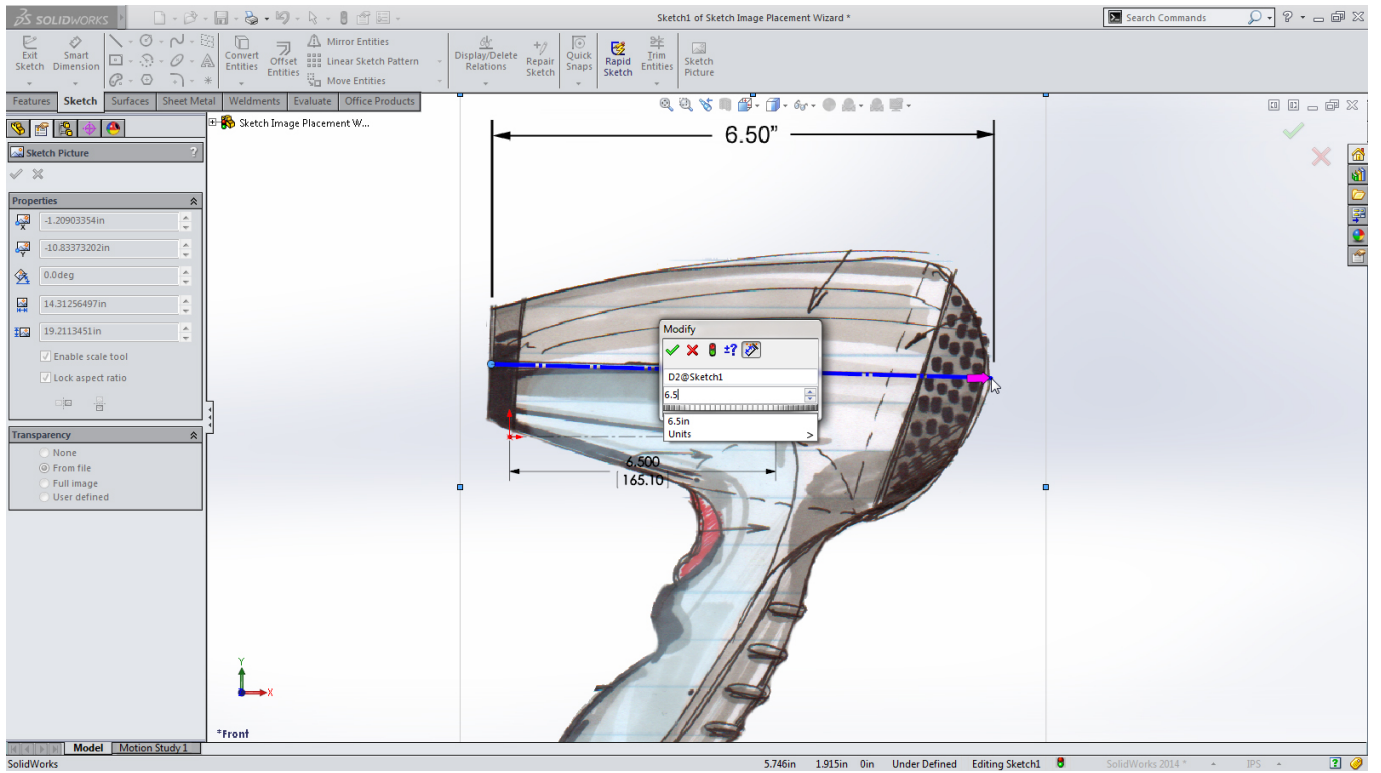 SOLIDWORKS
Sketch1 of Sketch Image Placement Wizard *
Search Commands
Exit Sketch
Smart Dimension
Convert Entities
Offset Entities
Mirror Entities
Linear Sketch Pattern
Move Entities
Display/Delete Relations
Repair Sketch
Quick Snaps
Rapid Sketch
Trim Entities
Sketch Picture
Features Sketch Surfaces Sheet Metal Weldments Evaluate Office Products
Sketch Image Placement W...
Sketch Picture ?
Properties
-1.20903354in
-10.83373202in
0.0deg
14.31256497in
19.2113451in
Enable scale tool
Lock aspect ratio
Transparency
None
From file
Full image
User defined
6.50”
Modify
±?
D2@Sketch1
6.5
6.5in
Units >
6.500
165.10
Y
X
*Front
Model Motion Study 1
SolidWorks
5.746in 1.915in 0in Under Defined Editing Sketch1
SolidWorks 2014 * IPS ?